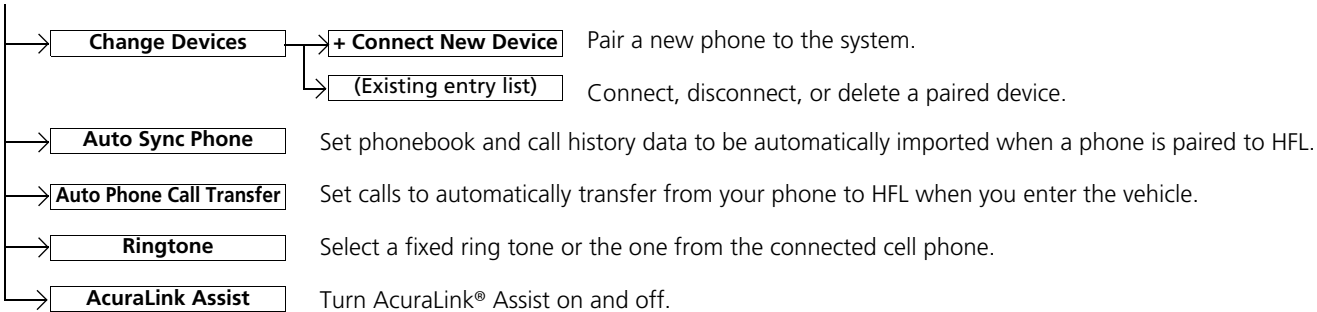 Change Devices
+ Connect New Device
Pair a new phone to the system.
(Existing entry list)
Connect, disconnect, or delete a paired device.
Auto Sync Phone
Set phonebook and call history data to be automatically imported when a phone is paired to HFL.
Auto Phone Call Transfer
Set calls to automatically transfer from your phone to HFL when you enter the vehicle.
Ringtone
Select a fixed ring tone or the one from the connected cell phone.
AcuraLink Assist
Turn AcuraLink® Assist on and off.